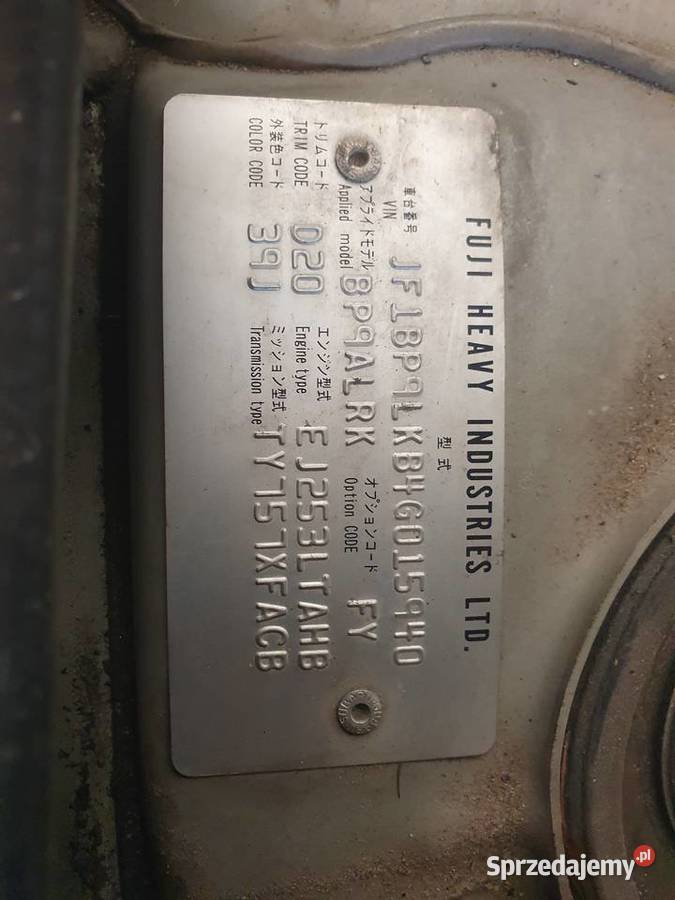 FUJI HEAVY INDUSTRIES LTD.
型式
車台番号
VIN
JF1BP9LKB4G015940
アプライドモデル
Applied model
BP9ALRK
オプションコード
Option CODE
FY
トリムコード
TRIM CODE
D20
エンジン型式
Engine type
EJ253LTAHB
外装色コード
COLOR CODE
39J
ミッション型式
Transmission type
TY757XFACB
Sprzedajemy.pl